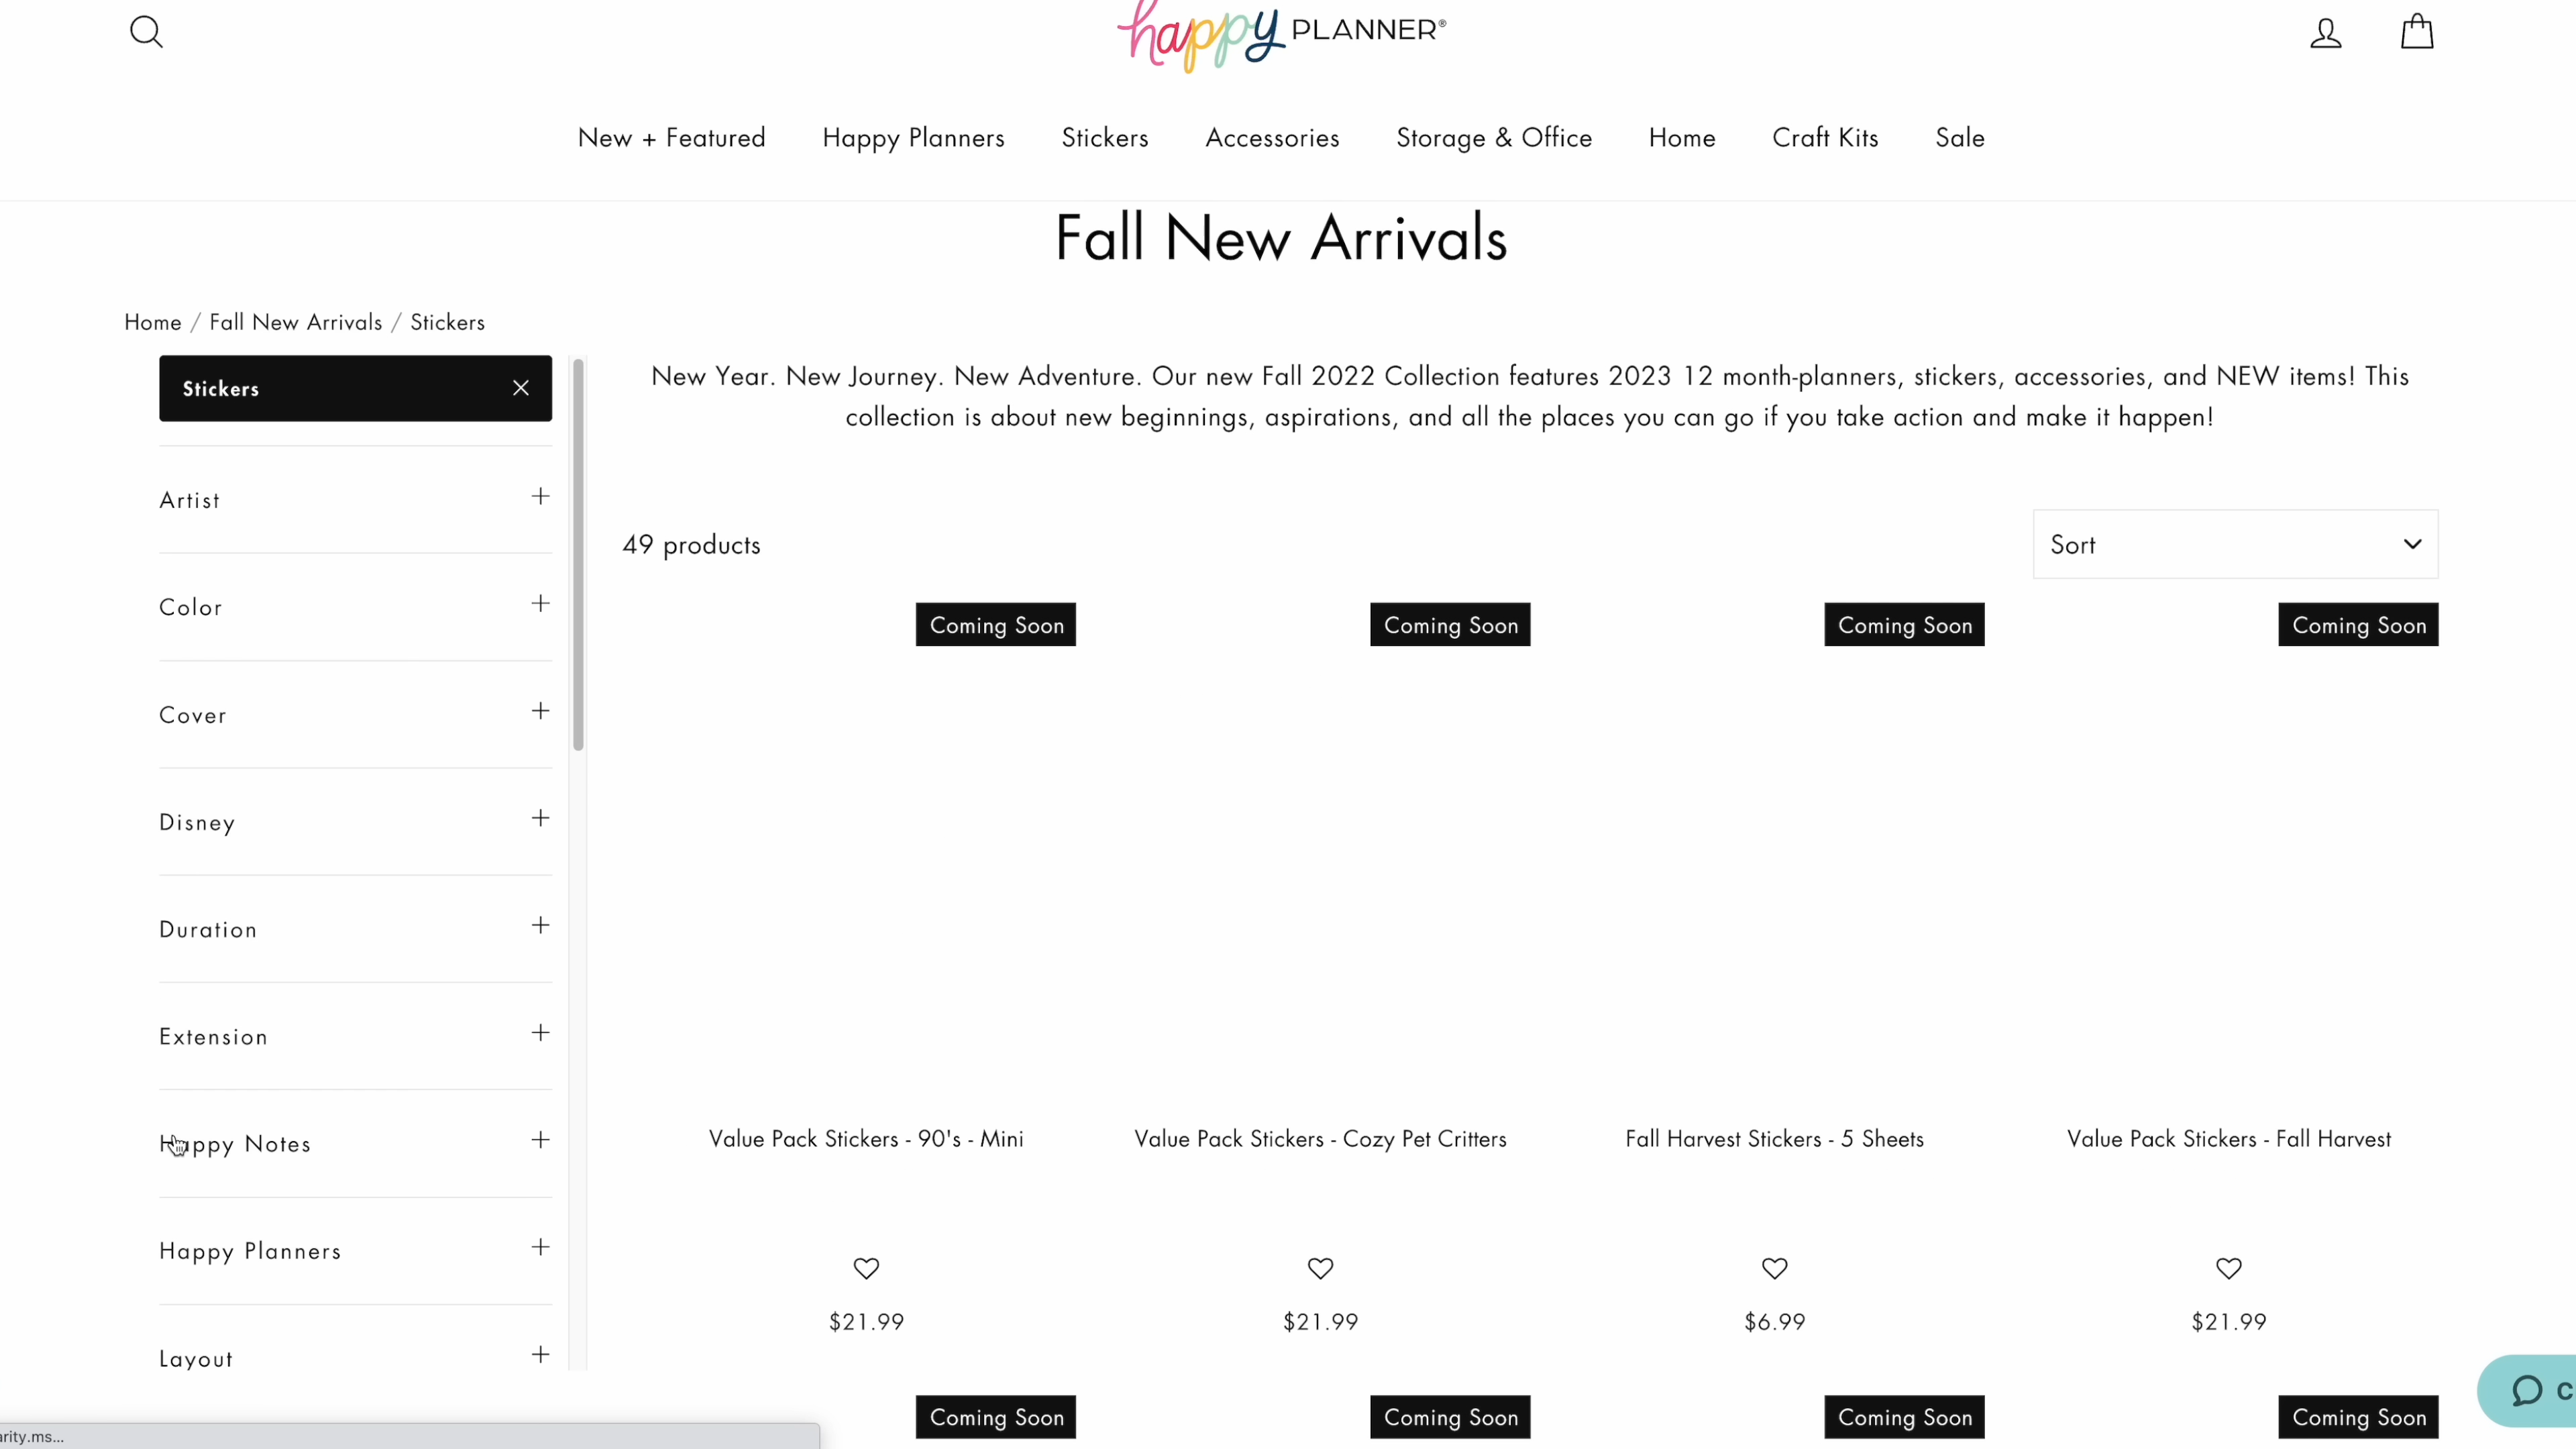 happy PLANNER®
New + Featured
Happy Planners
Stickers
Accessories
Storage & Office
Home
Craft Kits
Sale
Fall New Arrivals
Home / Fall New Arrivals / Stickers
Stickers
Artist
Color
Cover
Disney
Duration
Extension
Happy Notes
Happy Planners
Layout
New Year. New Journey. New Adventure. Our new Fall 2022 Collection features 2023 12 month-planners, stickers, accessories, and NEW items! This
collection is about new beginnings, aspirations, and all the places you can go if you take action and make it happen!
49 products
Sort
Coming Soon
Coming Soon
Coming Soon
Coming Soon
Value Pack Stickers - 90's - Mini
Value Pack Stickers - Cozy Pet Critters
Fall Harvest Stickers - 5 Sheets
Value Pack Stickers - Fall Harvest
$21.99
$21.99
$6.99
$21.99
Coming Soon
Coming Soon
Coming Soon
Coming Soon
arity.ms...